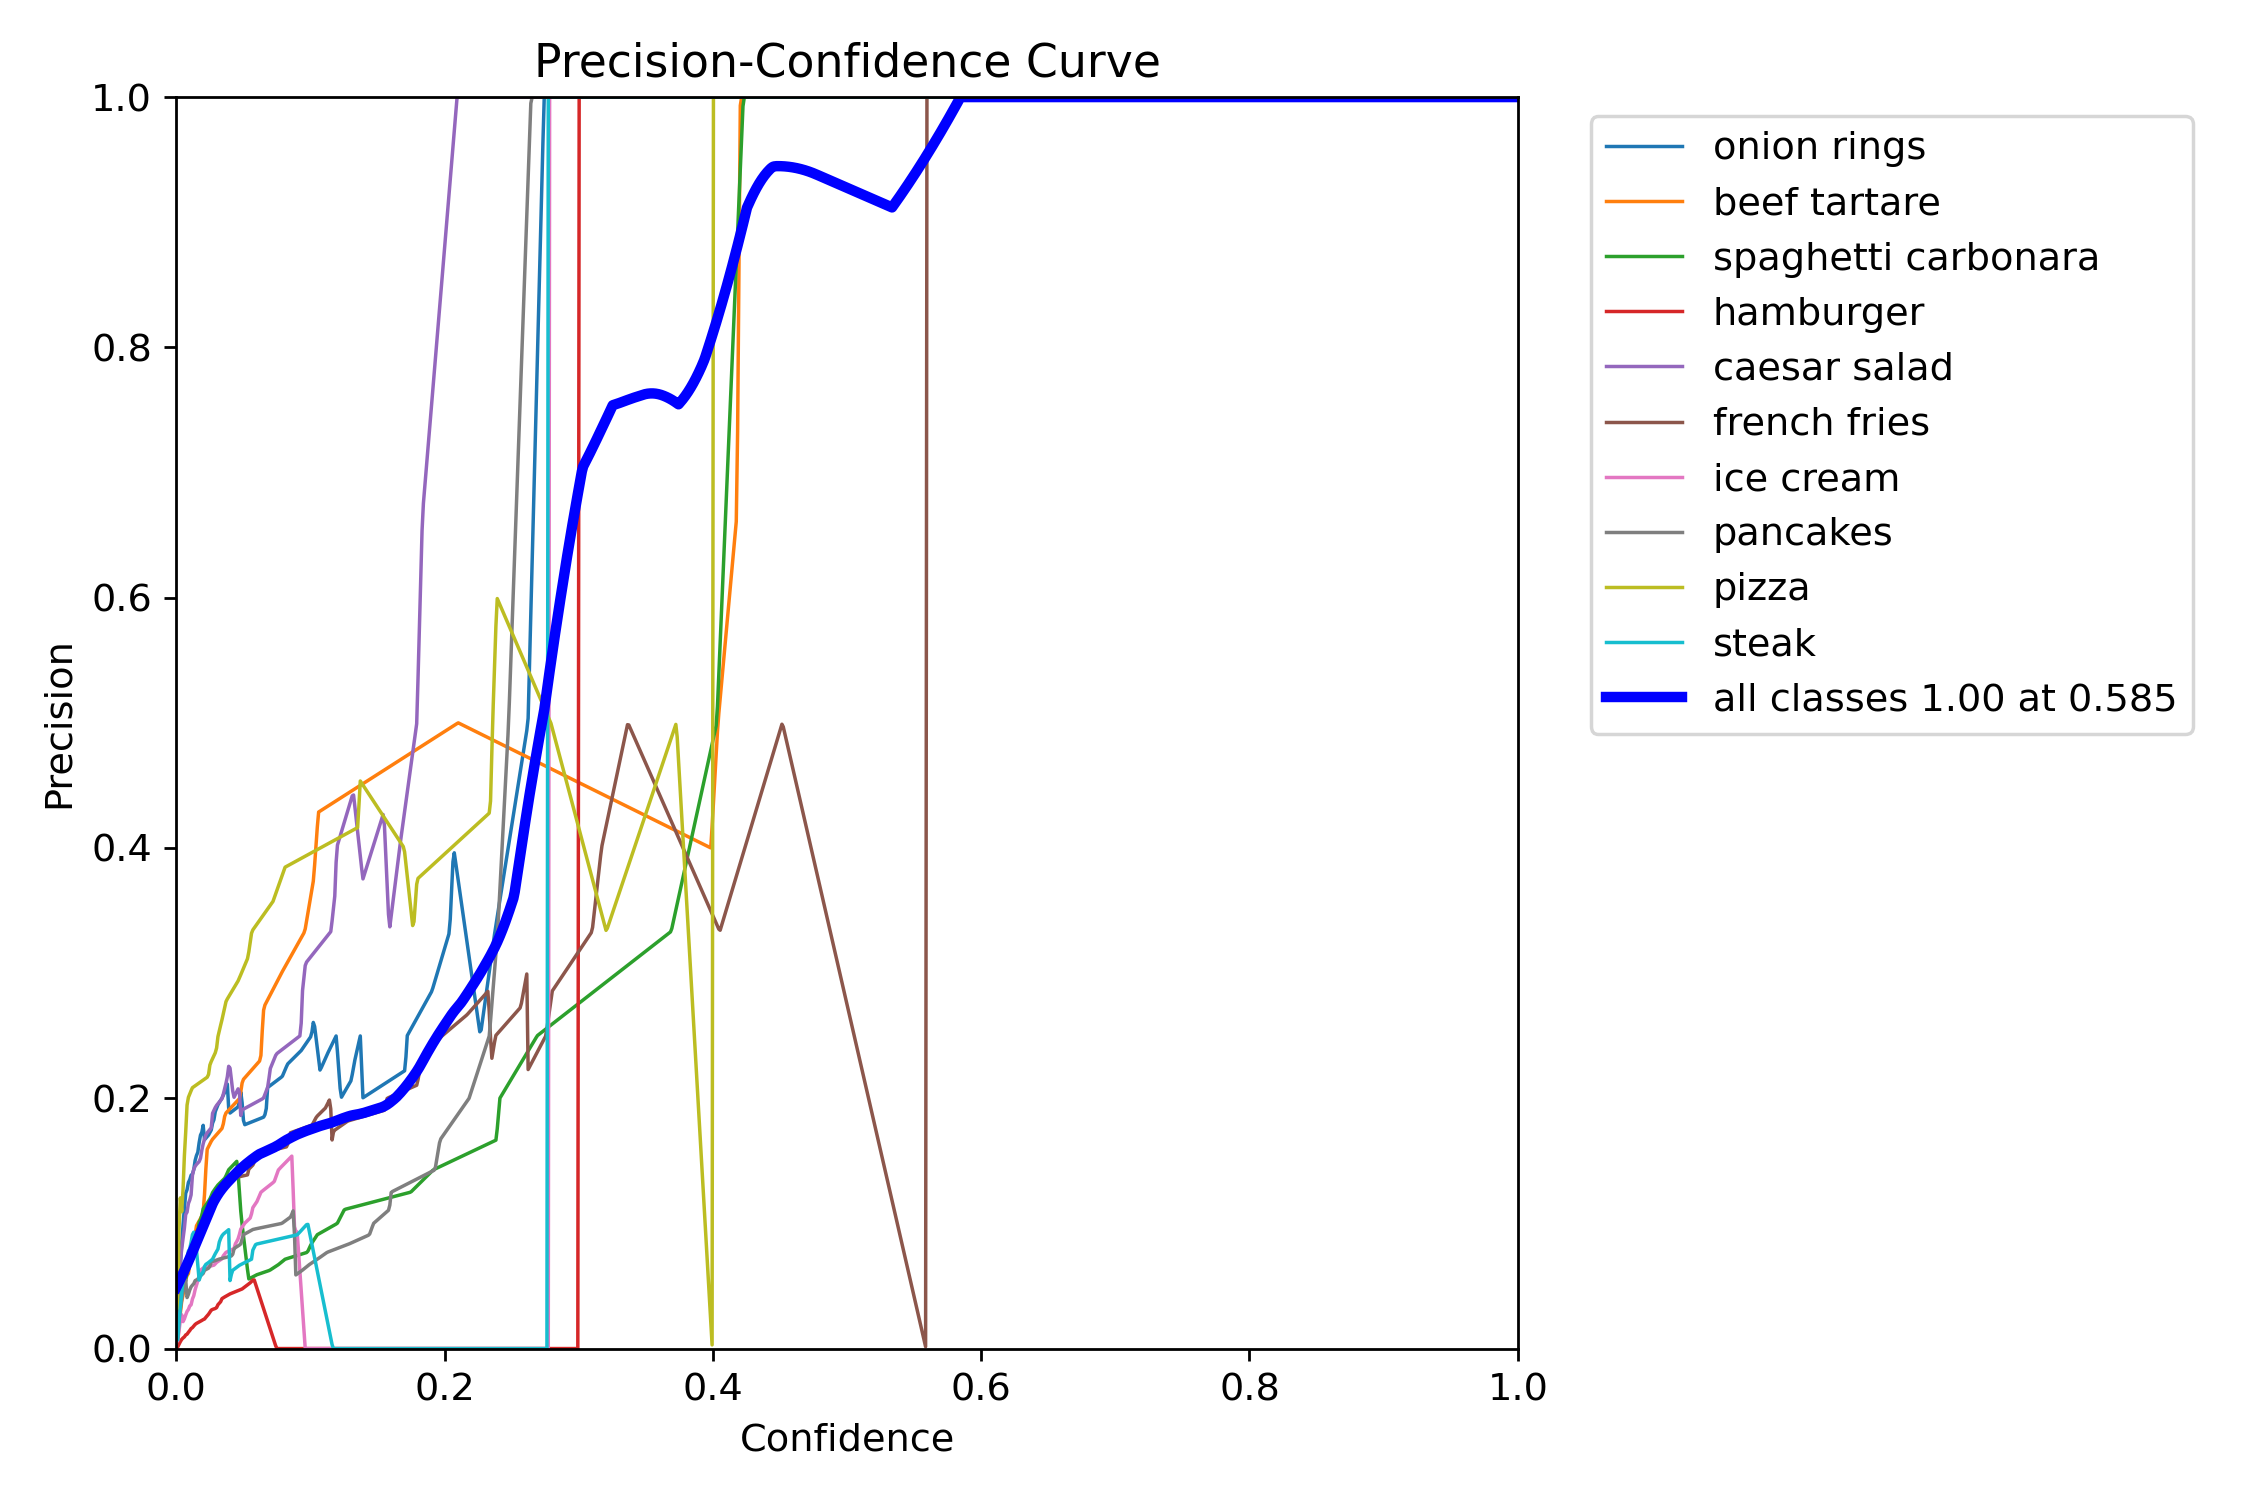 Precision-Confidence Curve
1.0
0.8
0.6
0.4
0.2
0.0
Precision
0.0 0.2 0.4 0.6 0.8 1.0
Confidence
onion rings
beef tartare
spaghetti carbonara
hamburger
caesar salad
french fries
ice cream
pancakes
pizza
steak
all classes 1.00 at 0.585